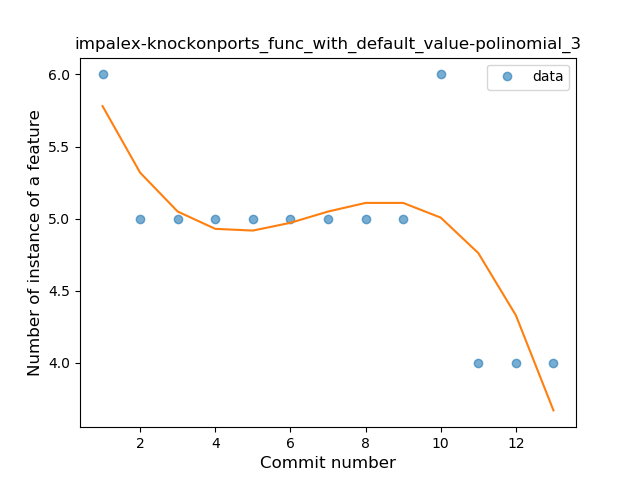 impalex-knockonports_func_with_default_value-polinomial_3
data
Number of instance of a feature
6.0
5.5
5.0
4.5
4.0
2
4
6
8
10
12
Commit number